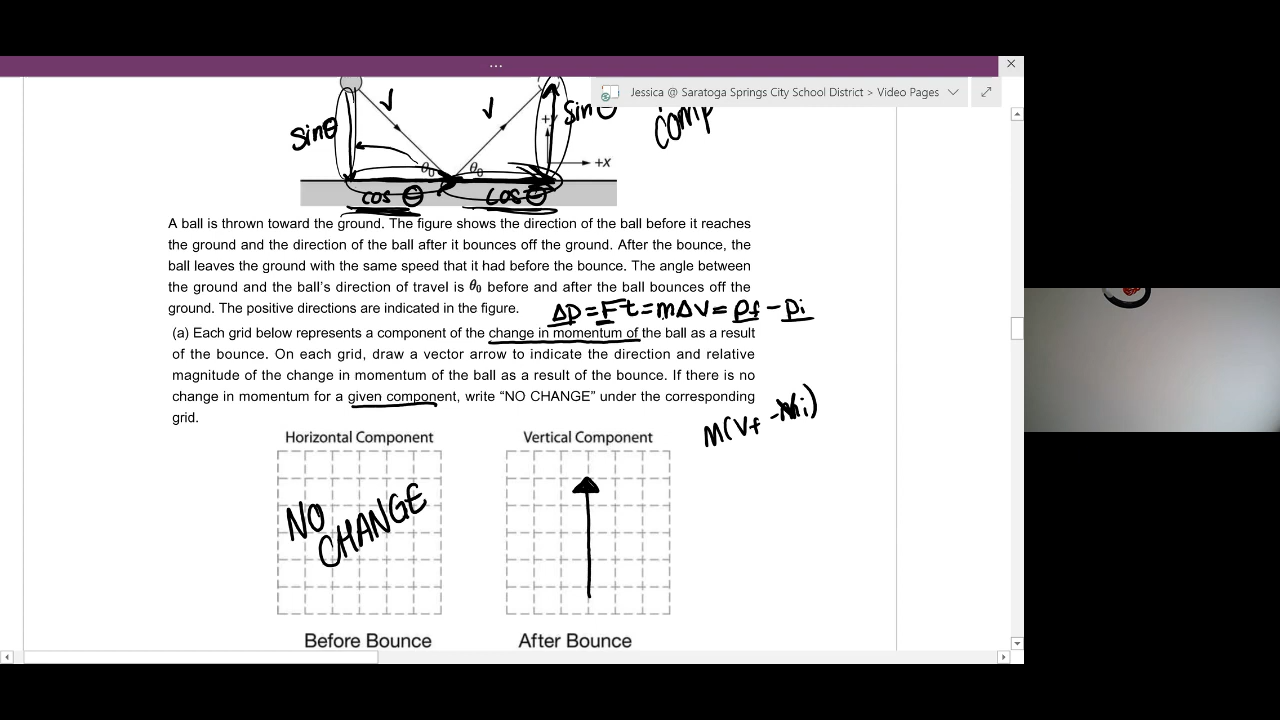 ...
Jessica @ Saratoga Springs City School District > Video Pages
V
V
sinθ
sinθ
comp
+y
θ0
θ0
+x
cos θ
cos θ
A ball is thrown toward the ground. The figure shows the direction of the ball before it reaches
the ground and the direction of the ball after it bounces off the ground. After the bounce, the
ball leaves the ground with the same speed that it had before the bounce. The angle between
the ground and the ball's direction of travel is θ0 before and after the ball bounces off the
ground. The positive directions are indicated in the figure.
Δp = Ft = mΔV = pf - pi
(a) Each grid below represents a component of the change in momentum of the ball as a result
of the bounce. On each grid, draw a vector arrow to indicate the direction and relative
magnitude of the change in momentum of the ball as a result of the bounce. If there is no
change in momentum for a given component, write “NO CHANGE” under the corresponding
grid.
m(Vf -Vi)
Horizontal Component
Vertical Component
NO
CHANGE
Before Bounce
After Bounce